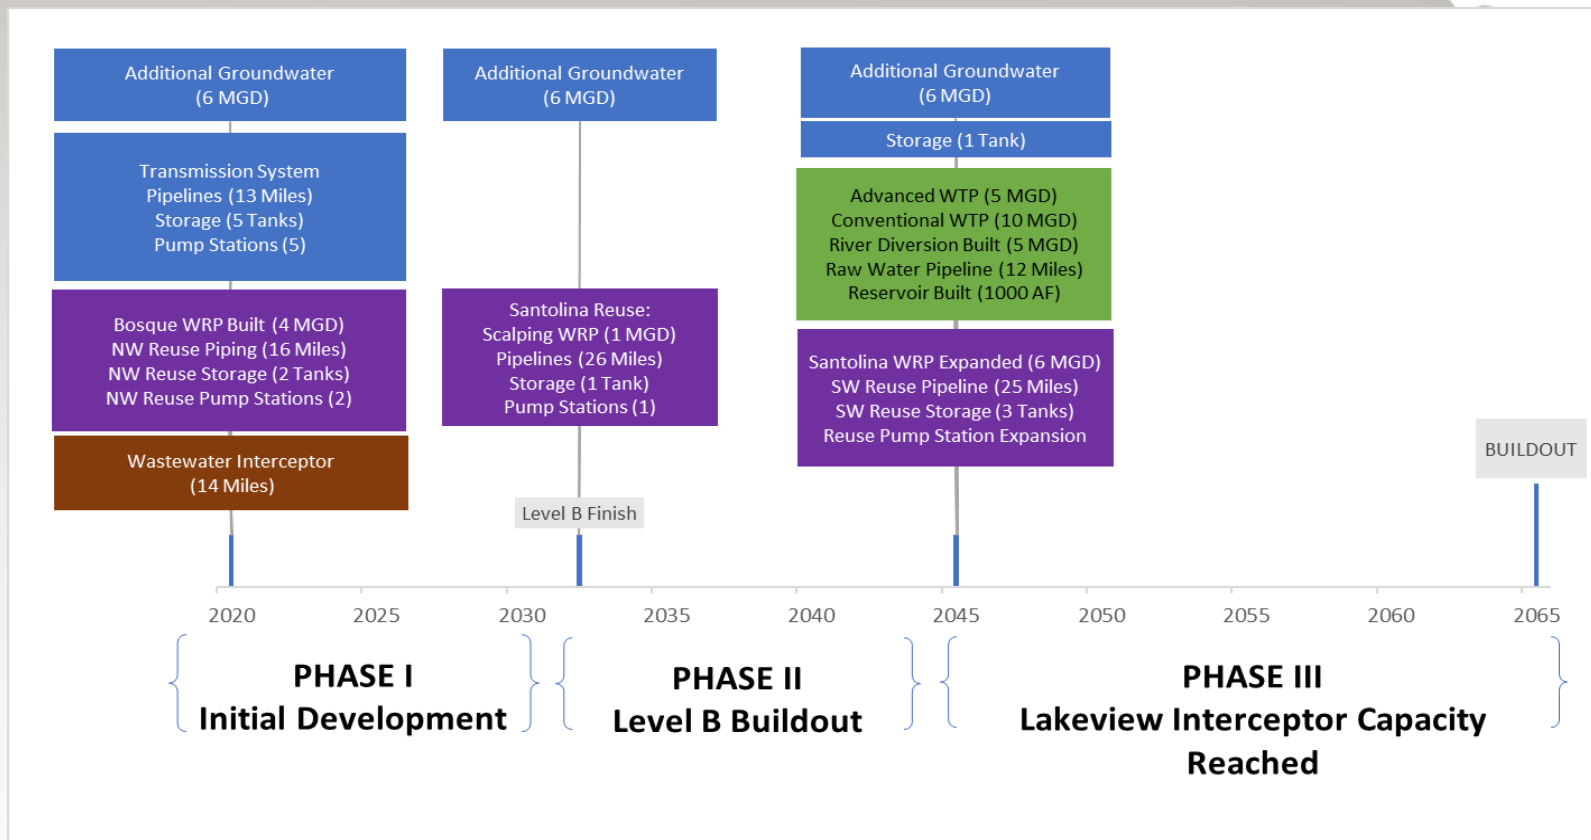 Additional Groundwater
(6 MGD)
Transmission System
Pipelines (13 Miles)
Storage (5 Tanks)
Pump Stations (5)
Bosque WRP Built (4 MGD)
NW Reuse Piping (16 Miles)
NW Reuse Storage (2 Tanks)
NW Reuse Pump Stations (2)
Wastewater Interceptor
(14 Miles)
Additional Groundwater
(6 MGD)
Santolina Reuse:
Scalping WRP (1 MGD)
Pipelines (26 Miles)
Storage (1 Tank)
Pump Stations (1)
Level B Finish
Additional Groundwater
(6 MGD)
Storage (1 Tank)
Advanced WTP (5 MGD)
Conventional WTP (10 MGD)
River Diversion Built (5 MGD)
Raw Water Pipeline (12 Miles)
Reservoir Built (1000 AF)
Santolina WRP Expanded (6 MGD)
SW Reuse Pipeline (25 Miles)
SW Reuse Storage (3 Tanks)
Reuse Pump Station Expansion
BUILDOUT
2020 2025 2030 2035 2040 2045 2050 2055 2060 2065
PHASE I
Initial Development
PHASE II
Level B Buildout
PHASE III
Lakeview Interceptor Capacity
Reached